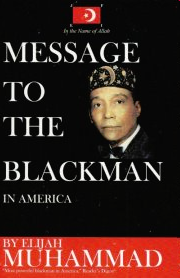 In the Name of Allah
MESSAGE
TO
THE
BLACKMAN
IN AMERICA
BY ELIJAH
MUHAMMAD
"Most powerful blackman in America," Reader's Digest